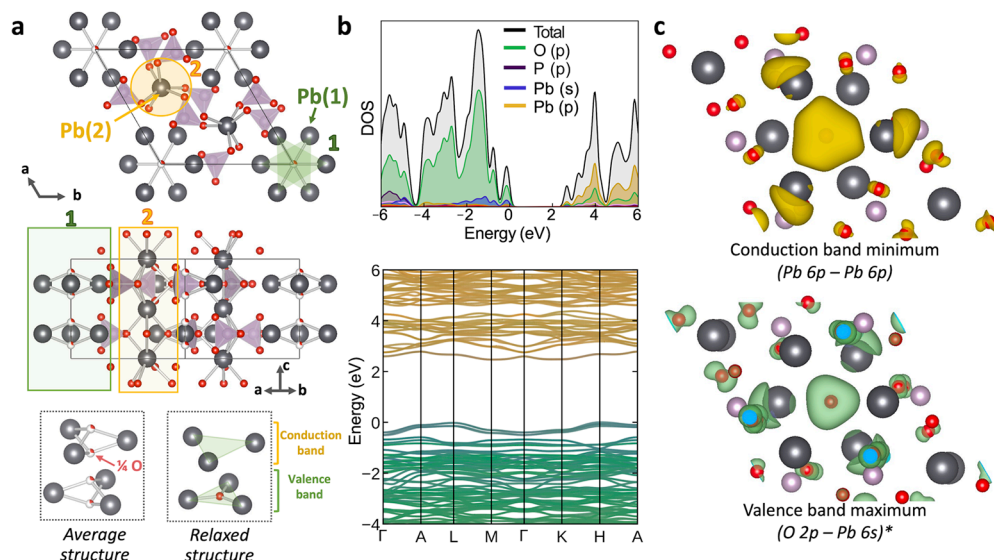 a
2
Pb(1)
Pb(2)
1
a
b
1
2
c
a
b
Conduction
band
¼ O
Valence
band
Average
structure
Relaxed
structure
b
Total
O (p)
P (p)
Pb (s)
Pb (p)
DOS
−6 −4 −2 0 2 4 6
Energy (eV)
6
4
2
0
−2
−4
Energy (eV)
Γ A L M Γ K H A
c
Conduction band minimum
(Pb 6p – Pb 6p)
Valence band maximum
(O 2p – Pb 6s)*